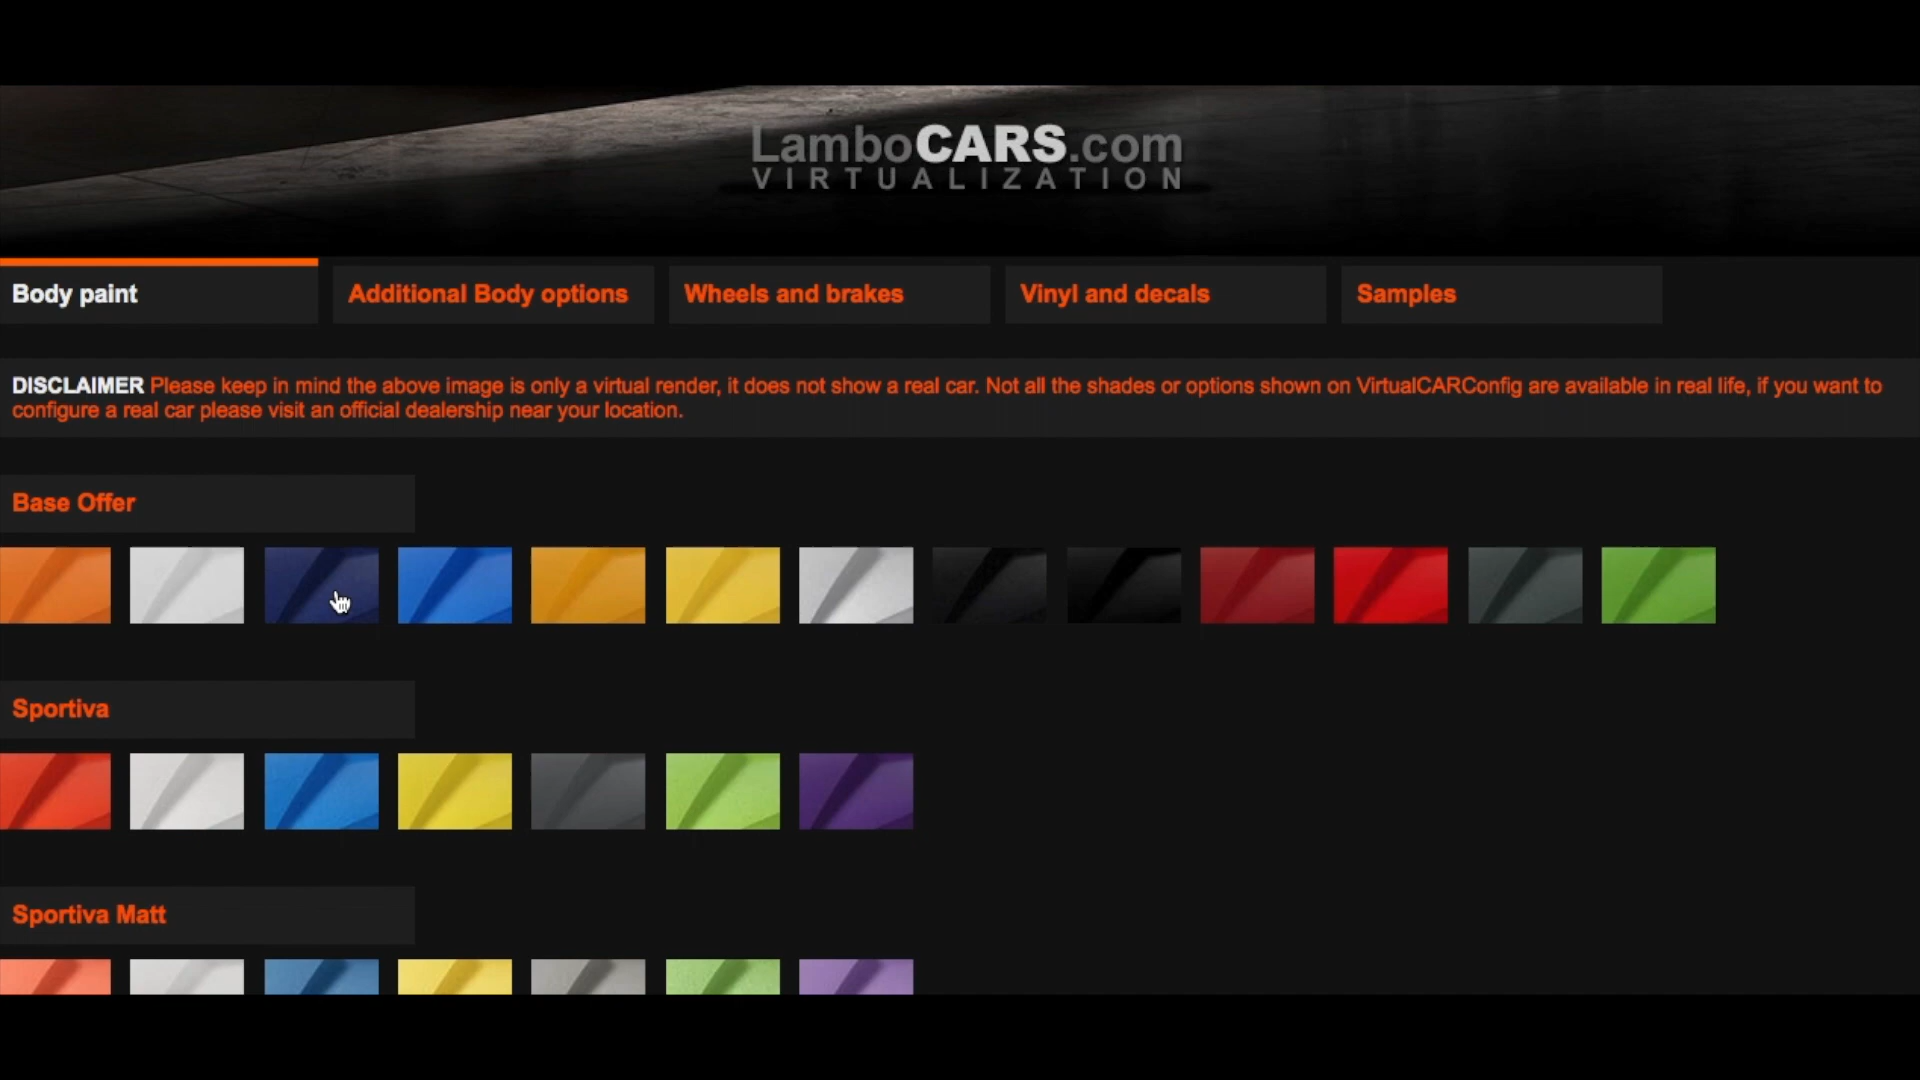 LamboCARS.com
VIRTUALIZATION
Body paint
Additional Body options
Wheels and brakes
Vinyl and decals
Samples
DISCLAIMER Please keep in mind the above image is only a virtual render, it does not show a real car. Not all the shades or options shown on VirtualCARConfig are available in real life, if you want to
configure a real car please visit an official dealership near your location.
Base Offer
Sportiva
Sportiva Matt